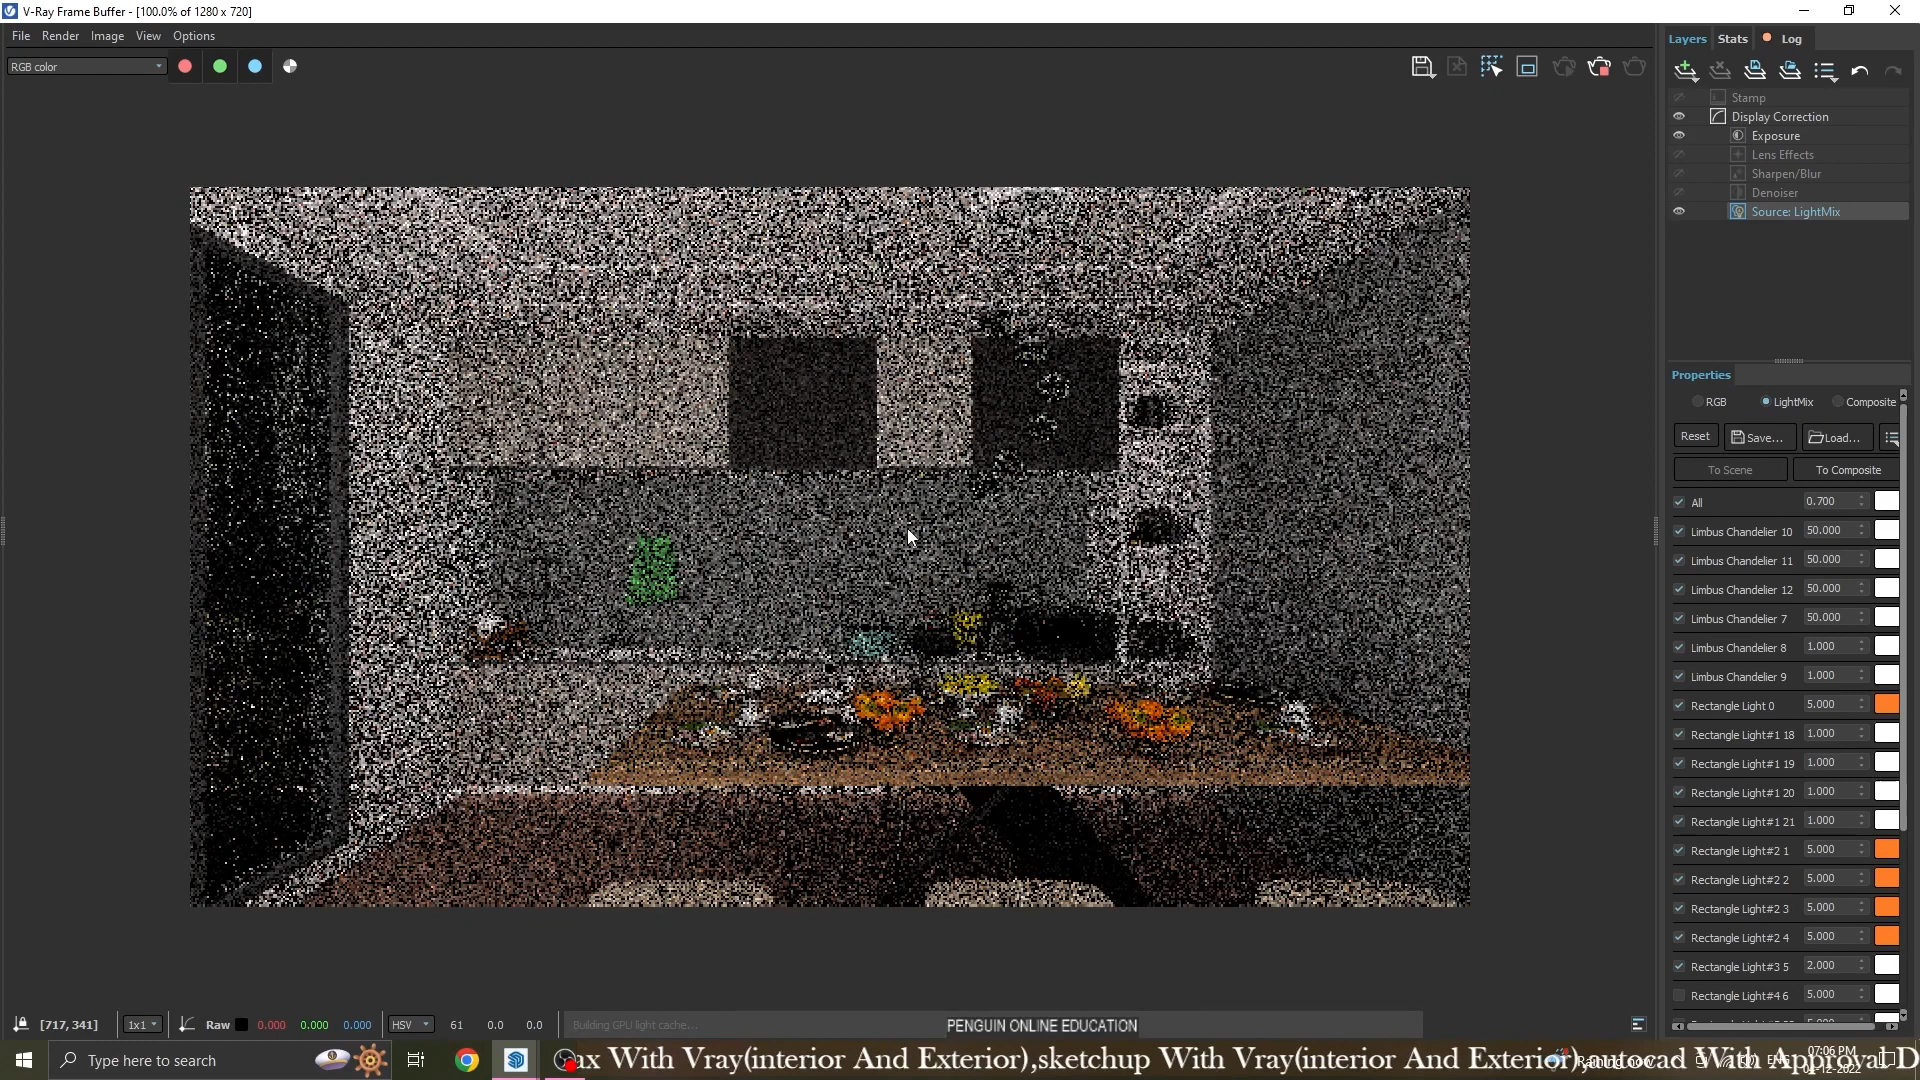 V-Ray Frame Buffer - [100.0% of 1280 x 720]
File Render Image View Options
RGB color
Layers Stats Log
Stamp
Display Correction
Exposure
Lens Effects
Sharpen/Blur
Denoiser
Source: LightMix
Properties
RGB LightMix Composite
Reset Save... Load...
To Scene To Composite
All 0.700
Limbus Chandelier 10 50.000
Limbus Chandelier 11 50.000
Limbus Chandelier 12 50.000
Limbus Chandelier 7 50.000
Limbus Chandelier 8 1.000
Limbus Chandelier 9 1.000
Rectangle Light 0 5.000
Rectangle Light#1 18 1.000
Rectangle Light#1 19 1.000
Rectangle Light#1 20 1.000
Rectangle Light#1 21 1.000
Rectangle Light#2 1 5.000
Rectangle Light#2 2 5.000
Rectangle Light#2 3 5.000
Rectangle Light#2 4 5.000
Rectangle Light#3 5 2.000
Rectangle Light#4 6 5.000
[717, 341] 1x1 Raw 0.000 0.000 0.000 HSV 61 0.0 0.0 Building GPU light cache...
PENGUIN ONLINE EDUCATION
Type here to search
ax With Vray(interior And Exterior),sketchup With Vray(interior And Exterior),autocad With Approval D
07:06 PM